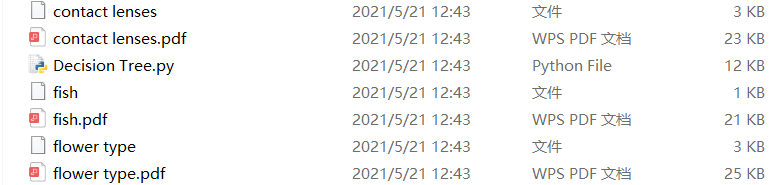 contact lenses 2021/5/21 12:43 文件 3 KB
contact lenses.pdf 2021/5/21 12:43 WPS PDF 文档 23 KB
Decision Tree.py 2021/5/21 12:43 Python File 12 KB
fish 2021/5/21 12:43 文件 1 KB
fish.pdf 2021/5/21 12:43 WPS PDF 文档 21 KB
flower type 2021/5/21 12:43 文件 3 KB
flower type.pdf 2021/5/21 12:43 WPS PDF 文档 25 KB